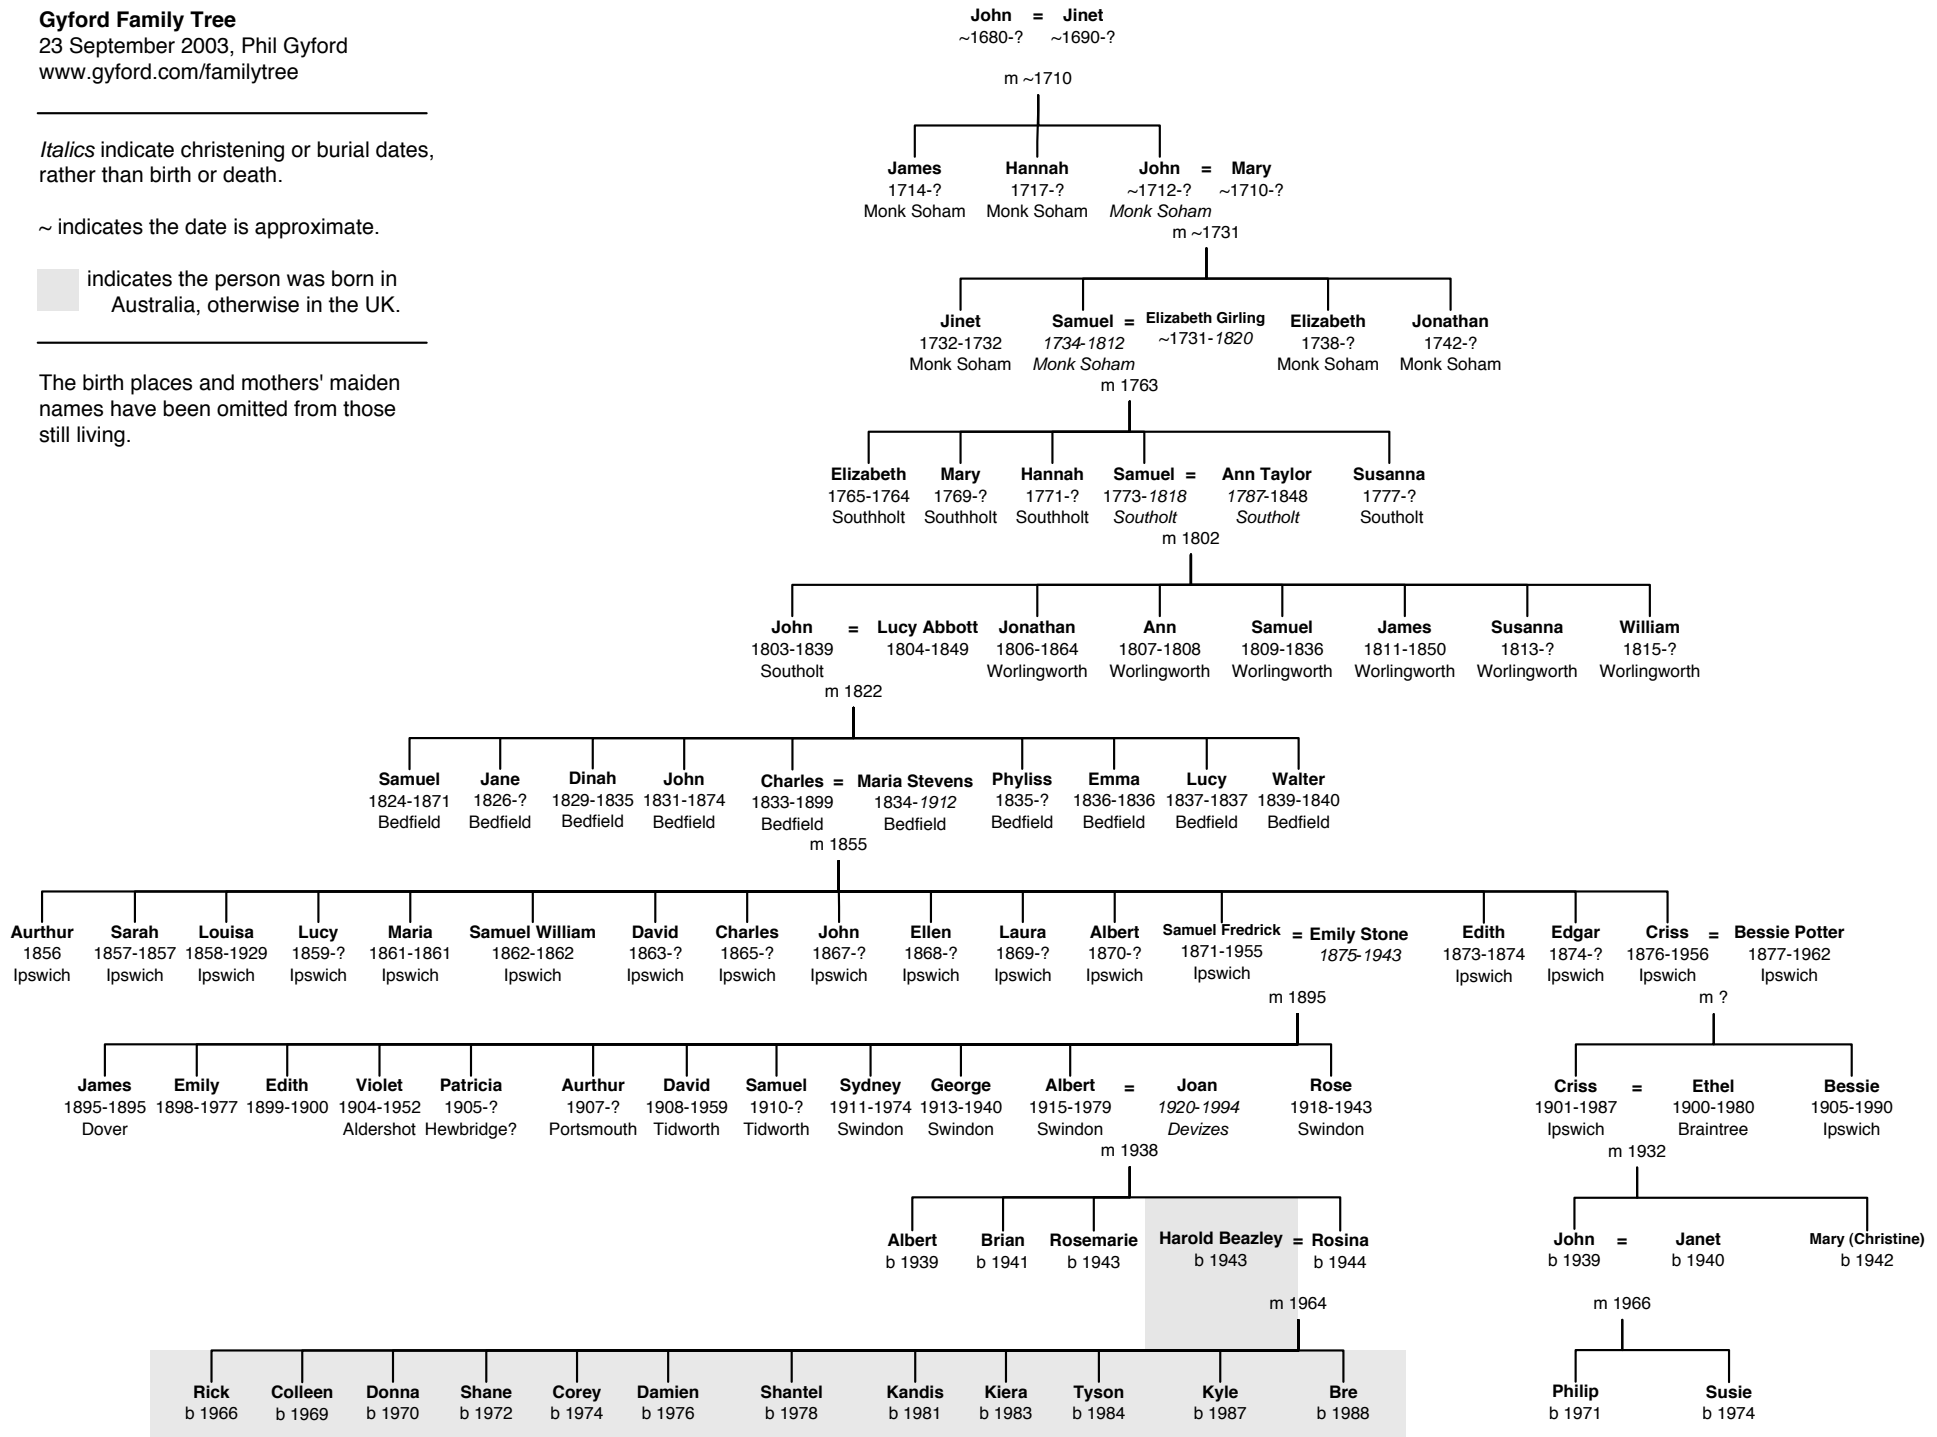 Gyford Family Tree
23 September 2003, Phil Gyford
www.gyford.com/familytree
Italics indicate christening or burial dates,
rather than birth or death.
~ indicates the date is approximate.
indicates the person was born in
Australia, otherwise in the UK.
The birth places and mothers' maiden
names have been omitted from those
still living.
John = Jinet
~1680-? ~1690-?
m ~1710
James Hannah John = Mary
1714-? 1717-? ~1712-? ~1710-?
Monk Soham Monk Soham Monk Soham
m ~1731
Jinet Samuel = Elizabeth Girling Elizabeth Jonathan
1732-1732 1734-1812 ~1731-1820 1738-? 1742-?
Monk Soham Monk Soham Monk Soham Monk Soham
m 1763
Elizabeth Mary Hannah Samuel = Ann Taylor Susanna
1765-1764 1769-? 1771-? 1773-1818 1787-1848 1777-?
Southholt Southholt Southholt Southolt Southolt Southolt
m 1802
John = Lucy Abbott Jonathan Ann Samuel James Susanna William
1803-1839 1804-1849 1806-1864 1807-1808 1809-1836 1811-1850 1813-? 1815-?
Southolt Worlingworth Worlingworth Worlingworth Worlingworth Worlingworth Worlingworth
m 1822
Samuel Jane Dinah John Charles = Maria Stevens Phyliss Emma Lucy Walter
1824-1871 1826-? 1829-1835 1831-1874 1833-1899 1834-1912 1835-? 1836-1836 1837-1837 1839-1840
Bedfield Bedfield Bedfield Bedfield Bedfield Bedfield Bedfield Bedfield Bedfield Bedfield
m 1855
Aurthur Sarah Louisa Lucy Maria Samuel William David Charles John Ellen Laura Albert Samuel Fredrick = Emily Stone Edith Edgar Criss = Bessie Potter
1856 1857-1857 1858-1929 1859-? 1861-1861 1862-1862 1863-? 1865-? 1867-? 1868-? 1869-? 1870-? 1871-1955 1875-1943 1873-1874 1874-? 1876-1956 1877-1962
Ipswich Ipswich Ipswich Ipswich Ipswich Ipswich Ipswich Ipswich Ipswich Ipswich Ipswich Ipswich Ipswich Ipswich Ipswich Ipswich Ipswich
m 1895 m ?
James Emily Edith Violet Patricia Aurthur David Samuel Sydney George Albert = Joan Rose Criss = Ethel Bessie
1895-1895 1898-1977 1899-1900 1904-1952 1905-? 1907-? 1908-1959 1910-? 1911-1974 1913-1940 1915-1979 1920-1994 1918-1943 1901-1987 1900-1980 1905-1990
Dover Aldershot Hewbridge? Portsmouth Tidworth Tidworth Swindon Swindon Swindon Devizes Swindon Ipswich Braintree Ipswich
m 1938 m 1932
Albert Brian Rosemarie Harold Beazley = Rosina John = Janet Mary (Christine)
b 1939 b 1941 b 1943 b 1943 b 1944 b 1939 b 1940 b 1942
m 1964 m 1966
Rick Colleen Donna Shane Corey Damien Shantel Kandis Kiera Tyson Kyle Bre Philip Susie
b 1966 b 1969 b 1970 b 1972 b 1974 b 1976 b 1978 b 1981 b 1983 b 1984 b 1987 b 1988 b 1971 b 1974